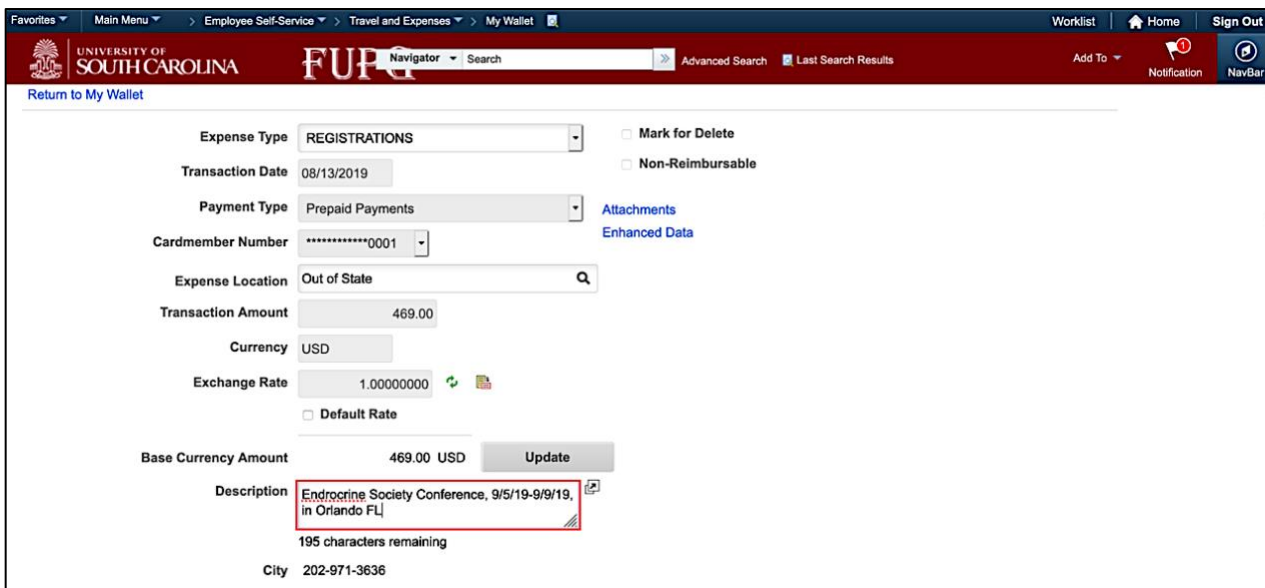 Favorites Main Menu > Employee Self-Service > Travel and Expenses > My Wallet Worklist Home Sign Out
UNIVERSITY OF
SOUTH CAROLINA
Navigator Search >> Advanced Search Last Search Results Add To 1 Notification NavBar
Return to My Wallet
Expense Type REGISTRATIONS Mark for Delete
Transaction Date 08/13/2019 Non-Reimbursable
Payment Type Prepaid Payments Attachments
Enhanced Data
Cardmember Number ************0001
Expense Location Out of State
Transaction Amount 469.00
Currency USD
Exchange Rate 1.00000000
Default Rate
Base Currency Amount 469.00 USD Update
Description Endrocrine Society Conference, 9/5/19-9/9/19,
in Orlando FL
195 characters remaining
City 202-971-3636